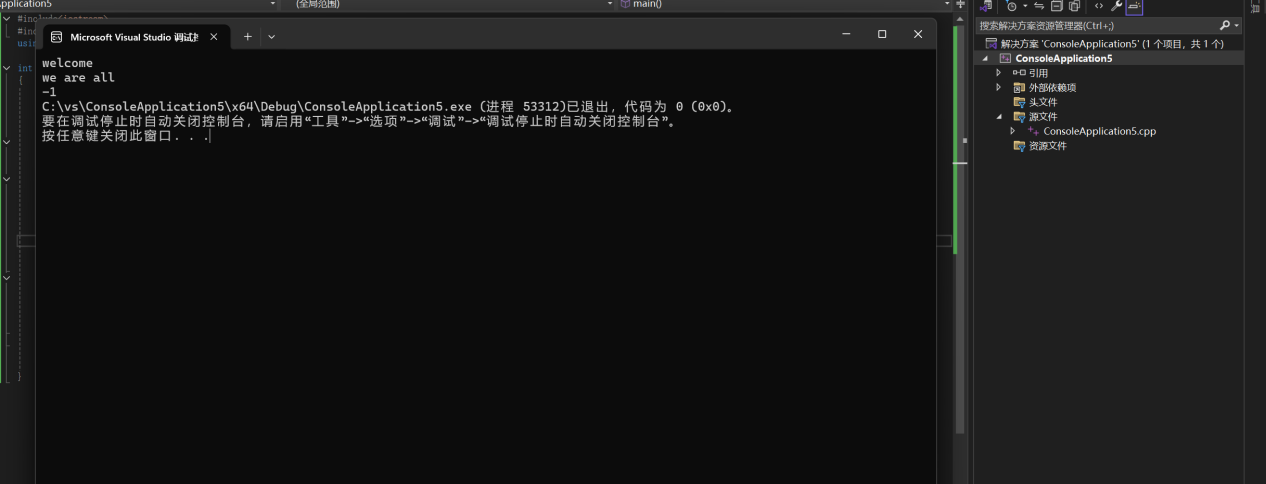 pplication5
(全局范围)
main()
#include<iostream>
#inc
usin
int
{
}
Microsoft Visual Studio 调试
welcome
we are all
-1
C:\vs\ConsoleApplication5\x64\Debug\ConsoleApplication5.exe (进程 53312)已退出，代码为 0 (0x0)。
要在调试停止时自动关闭控制台，请启用“工具”->“选项”->“调试”->“调试停止时自动关闭控制台”。
按任意键关闭此窗口. . .
搜索解决方案资源管理器(Ctrl+;)
解决方案 'ConsoleApplication5' (1 个项目，共 1 个)
ConsoleApplication5
引用
外部依赖项
头文件
源文件
ConsoleApplication5.cpp
资源文件